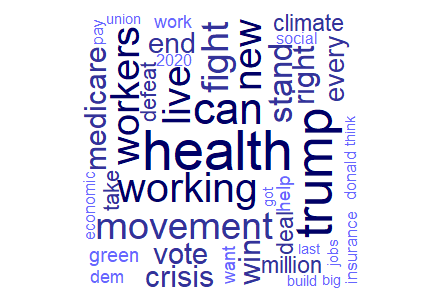 union
pay
work
climate
social
end
2020
medicare
workers
defeat
live
fight
can
new
stand
right
every
health
trump
economic
take
working
got
help
donald
think
movement
deal
insurance
green
vote
want
win
last
jobs
dem
crisis
million
build
big